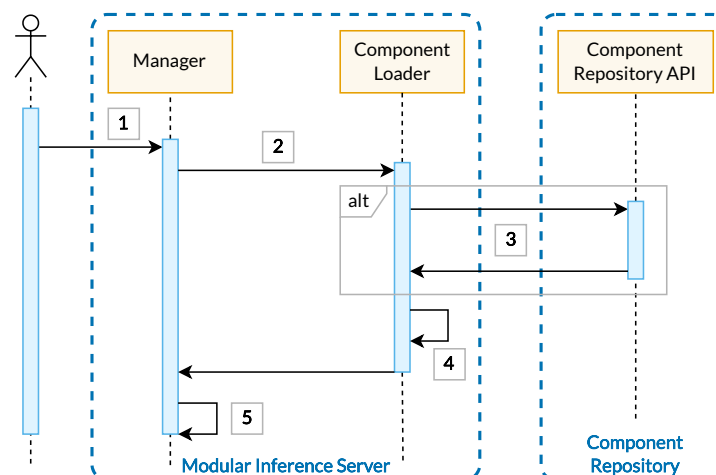 Manager
Component
Loader
Component
Repository API
1
2
alt
3
4
5
Modular Inference Server
Component
Repository